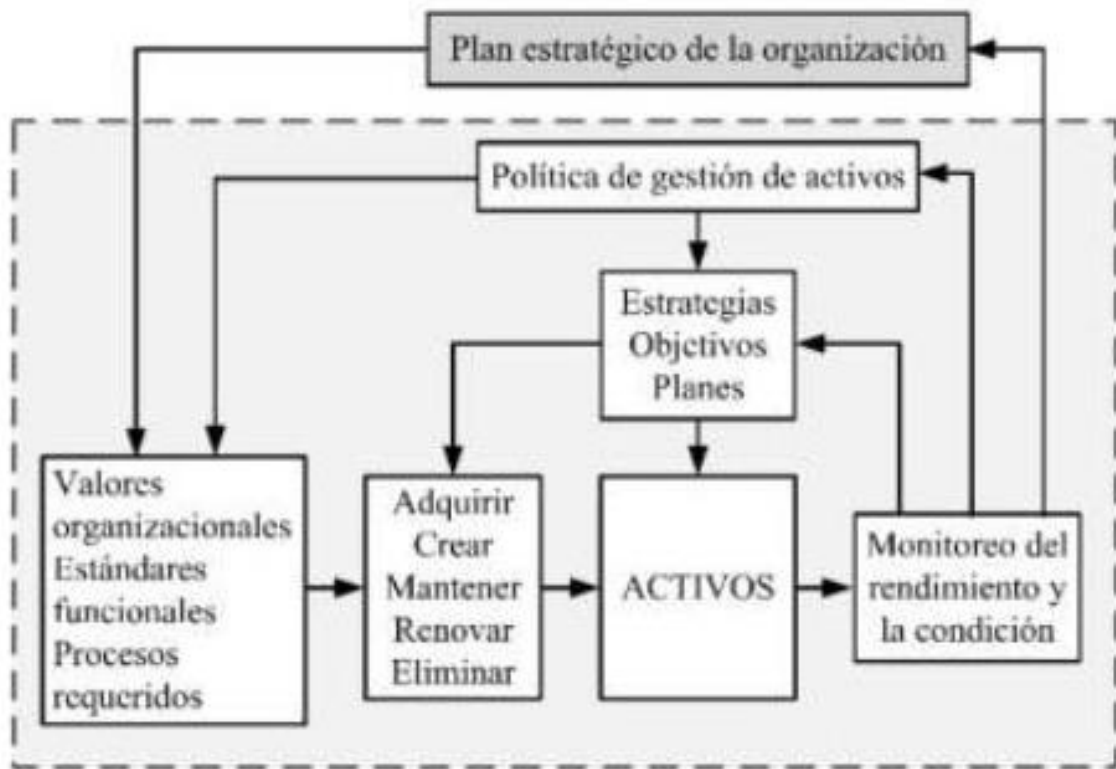 Plan estratégico de la organización
Política de gestión de activos
Estrategias
Objctivos
Planes
Valores
organizacionales
Estándares
funcionales
Procesos
requeridos
Adquirir
Crear
Mantener
Renovar
Eliminar
ACTIVOS
Monitoreo del
rendimiento y
la condición